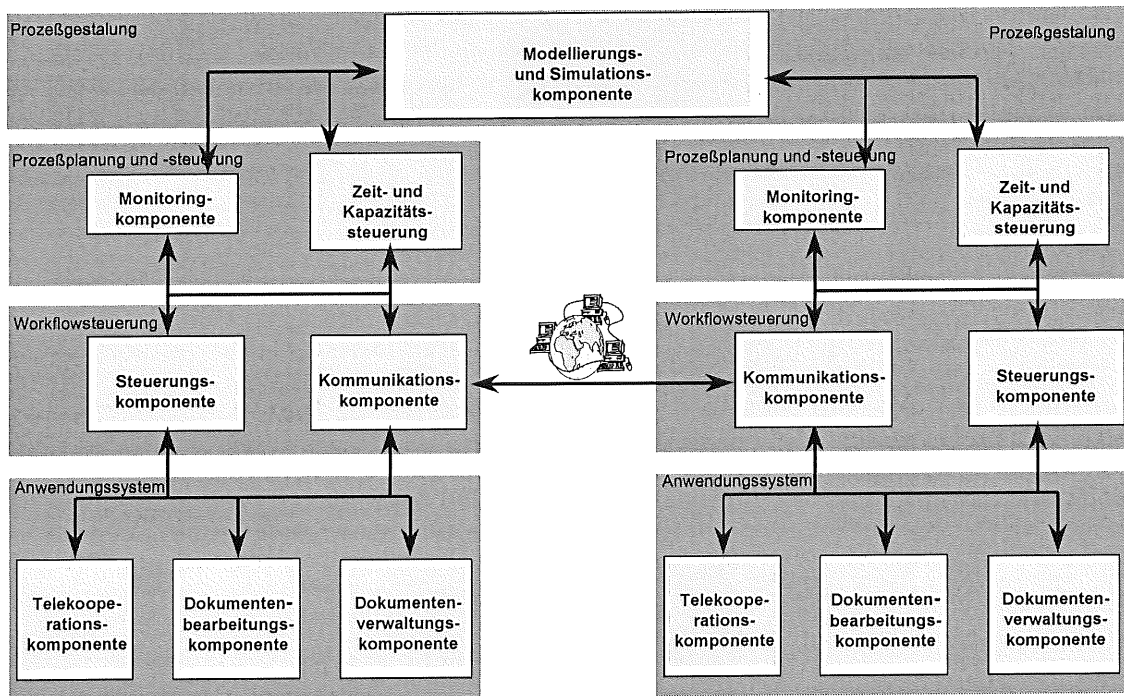 Prozeßgestalung
Prozeßgestalung
Modellierungs-
und Simulations-
komponente
Prozeßplanung und -steuerung
Monitoring-
komponente
Zeit- und
Kapazitäts-
steuerung
Prozeßplanung und -steuerung
Monitoring-
komponente
Zeit- und
Kapazitäts-
steuerung
Workflowsteuerung
Steuerungs-
komponente
Kommunikations-
komponente
Workflowsteuerung
Kommunikations-
komponente
Steuerungs-
komponente
Anwendungssystem
Telekoope-
rations-
komponente
Dokumenten-
bearbeitungs-
komponente
Dokumenten-
verwaltungs-
komponente
Anwendungssystem
Telekoope-
rations-
komponente
Dokumenten-
bearbeitungs-
komponente
Dokumenten-
verwaltungs-
komponente